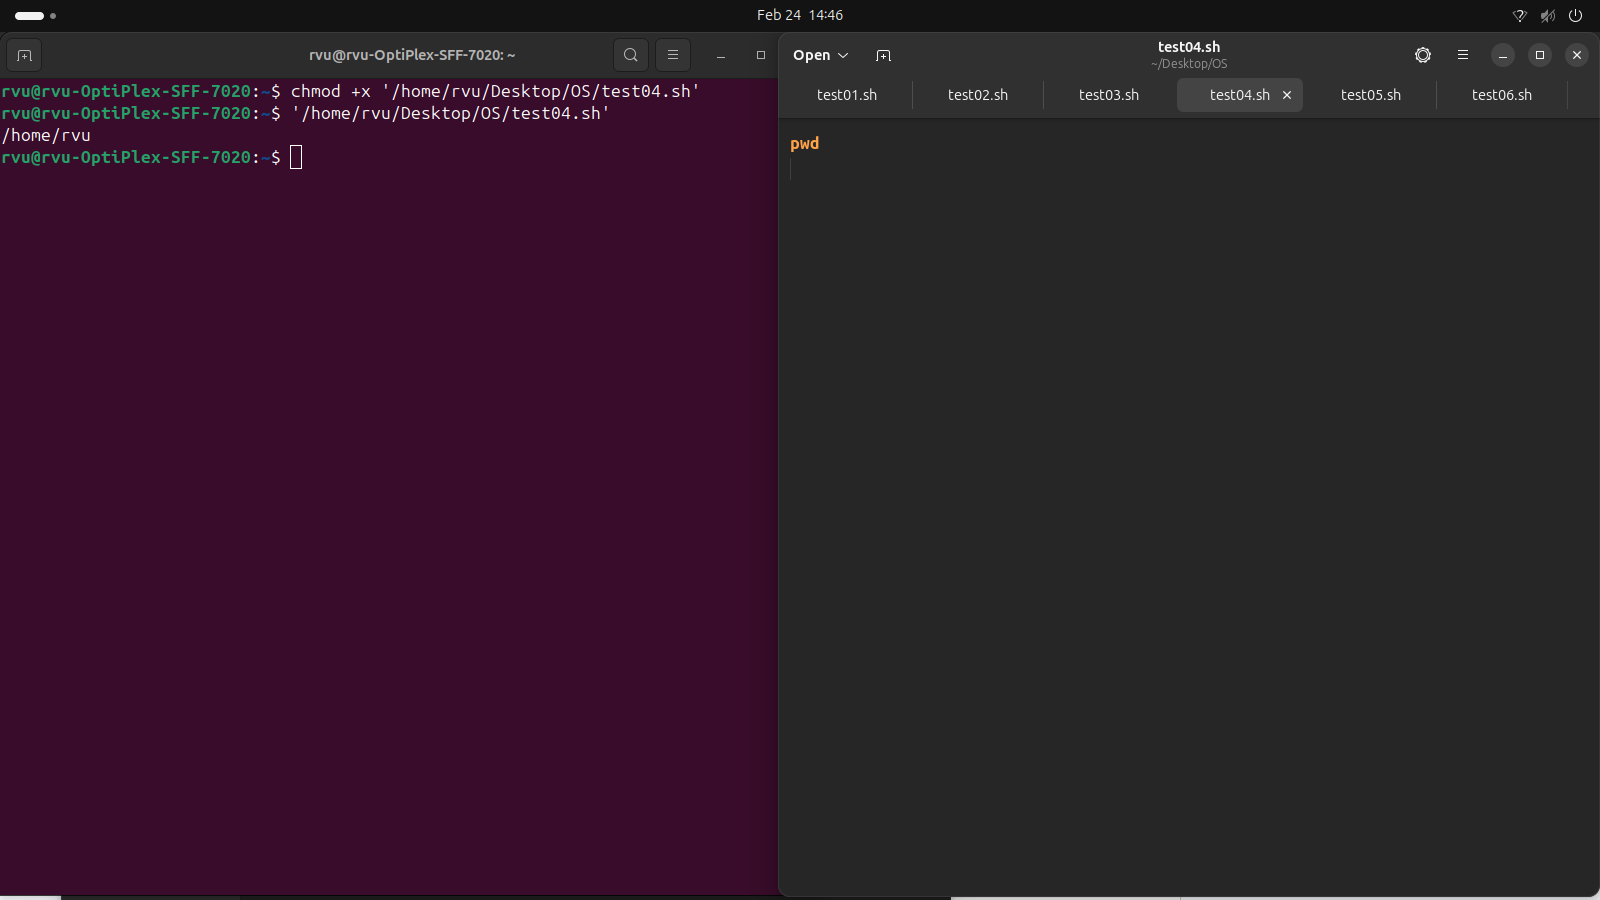 Feb 24 14:46
rvu@rvu-OptiPlex-SFF-7020: ~
rvu@rvu-OptiPlex-SFF-7020:~$ chmod +x '/home/rvu/Desktop/OS/test04.sh'
rvu@rvu-OptiPlex-SFF-7020:~$ '/home/rvu/Desktop/OS/test04.sh'
/home/rvu
rvu@rvu-OptiPlex-SFF-7020:~$
Open
test04.sh
~/Desktop/OS
test01.sh test02.sh test03.sh test04.sh test05.sh test06.sh
pwd